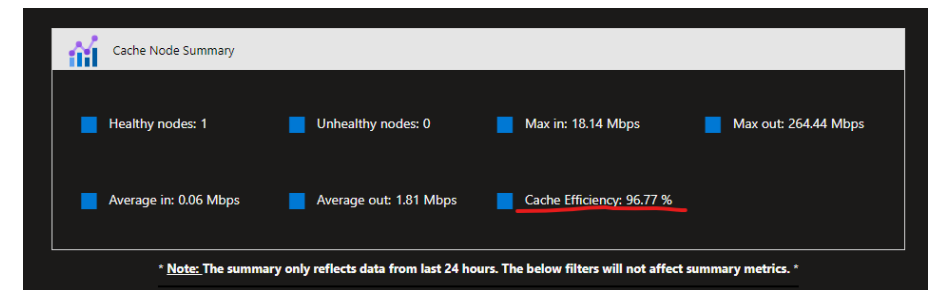 Cache Node Summary
Healthy nodes: 1
Unhealthy nodes: 0
Max in: 18.14 Mbps
Max out: 264.44 Mbps
Average in: 0.06 Mbps
Average out: 1.81 Mbps
Cache Efficiency: 96.77 %
* Note: The summary only reflects data from last 24 hours. The below filters will not affect summary metrics. *